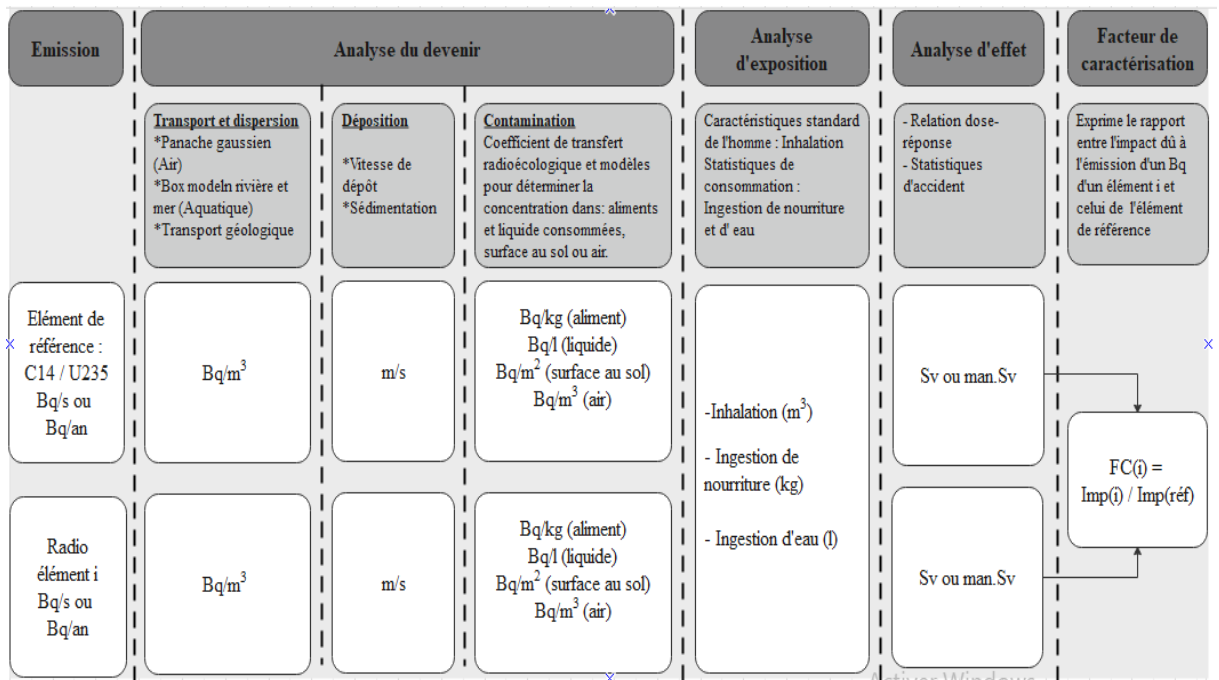 Emission
Analyse du devenir
Analyse
d'exposition
Analyse d'effet
Facteur de
caractérisation
Transport et dispersion
*Panache gaussien
(Air)
*Box modeln rivière et
mer (Aquatique)
*Transport géologique
Déposition
*Vitesse de
dépôt
*Sédimentation
Contamination
Coefficient de transfert
radioécologique et modèles
pour déterminer la
concentration dans: aliments
et liquide consommées,
surface au sol ou air.
Caractéristiques standard
de l'homme : Inhalation
Statistiques de
consommation :
Ingestion de nourriture
et d' eau
- Relation dose-
réponse
- Statistiques
d'accident
Exprime le rapport
entre l'impact dû à
l'émission d'un Bq
d'un élément i et
celui de l'élément
de référence
Elément de
référence :
C14 / U235
Bq/s ou
Bq/an
Bq/m³
m/s
Bq/kg (aliment)
Bq/l (liquide)
Bq/m² (surface au sol)
Bq/m³ (air)
-Inhalation (m³)
- Ingestion de
nourriture (kg)
- Ingestion d'eau (l)
Sv ou man.Sv
FC(i) =
Imp(i) / Imp(réf)
Radio
élément i
Bq/s ou
Bq/an
Bq/m³
m/s
Bq/kg (aliment)
Bq/l (liquide)
Bq/m² (surface au sol)
Bq/m³ (air)
Sv ou man.Sv
Activer Windows